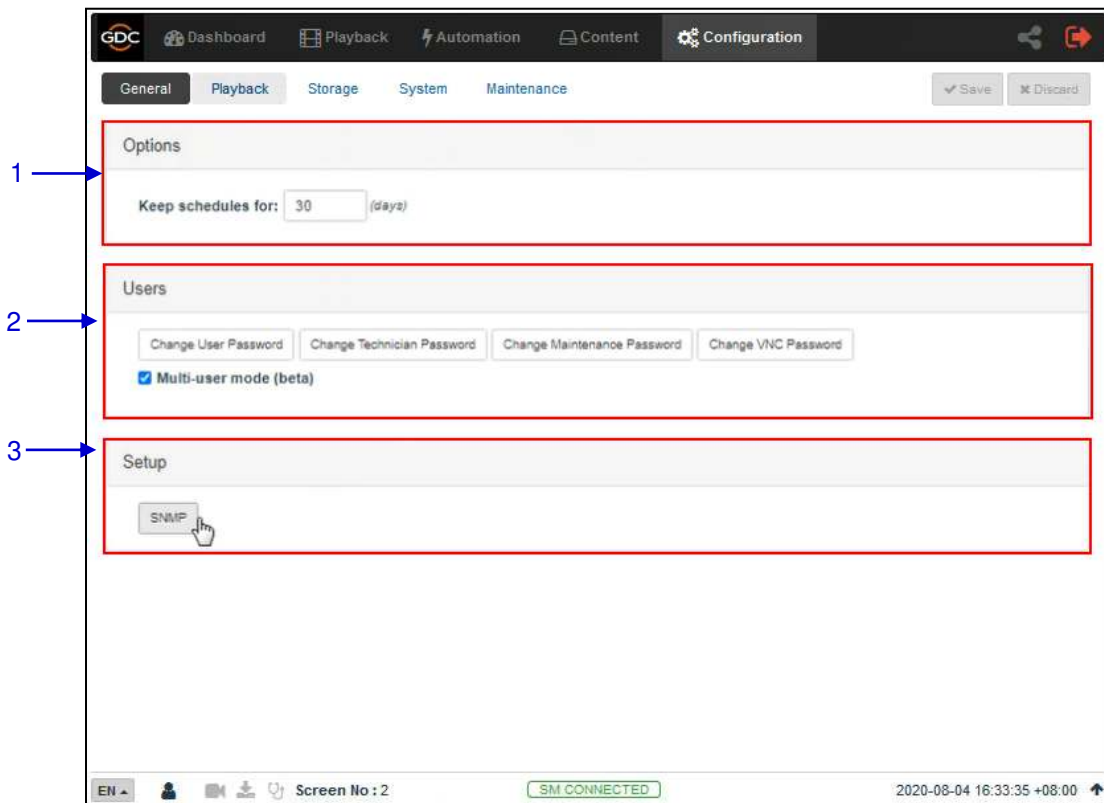 GDC Dashboard Playback Automation Content Configuration
General Playback Storage System Maintenance Save Discard
1
Options
Keep schedules for: 30 (days)
2
Users
Change User Password Change Technician Password Change Maintenance Password Change VNC Password
Multi-user mode (beta)
3
Setup
SNMP
EN Screen No : 2 SM CONNECTED 2020-08-04 16:33:35 +08:00